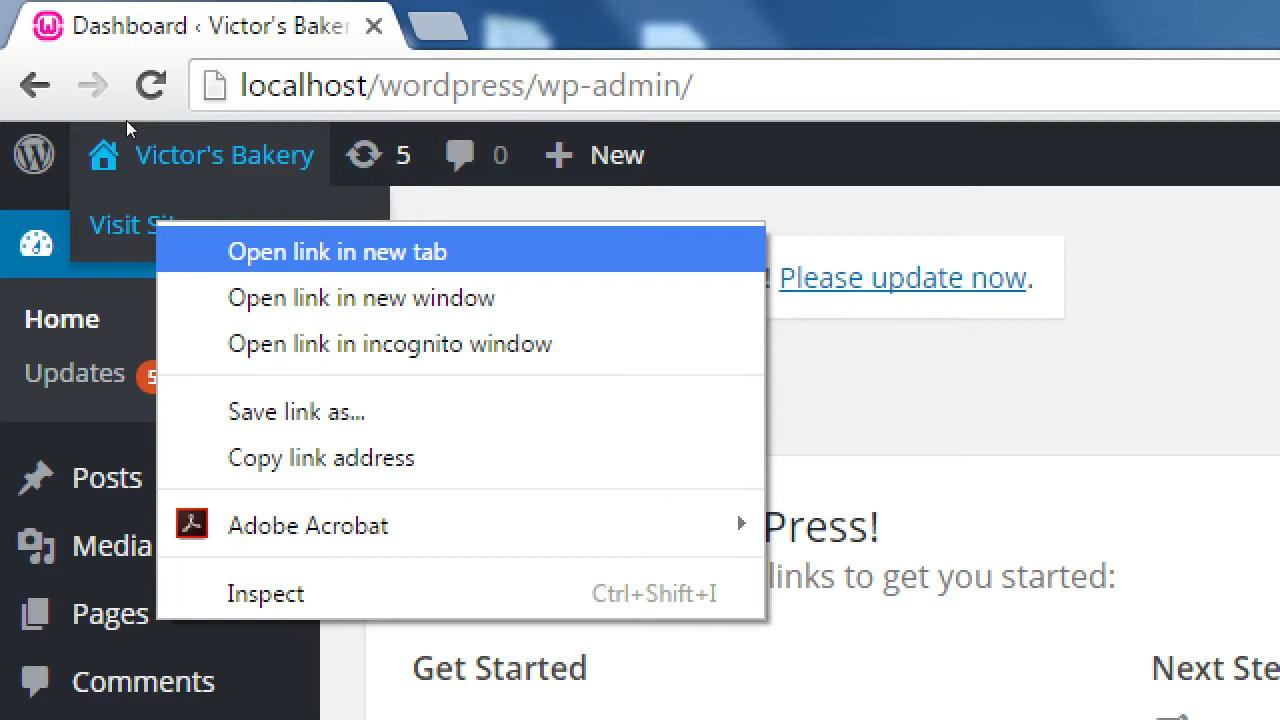 Dashboard ‹ Victor's Baker
localhost/wordpress/wp-admin/
Victor's Bakery 5 0 New
Visit
Open link in new tab
! Please update now.
Open link in new window
Home
Open link in incognito window
Updates 5
Save link as...
Copy link address
Posts
Adobe Acrobat
Press!
Media
links to get you started:
Inspect Ctrl+Shift+I
Pages
Get Started
Next Ste
Comments